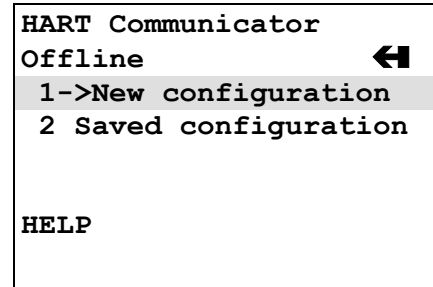 HART Communicator
Offline
1->New configuration
2 Saved configuration
HELP